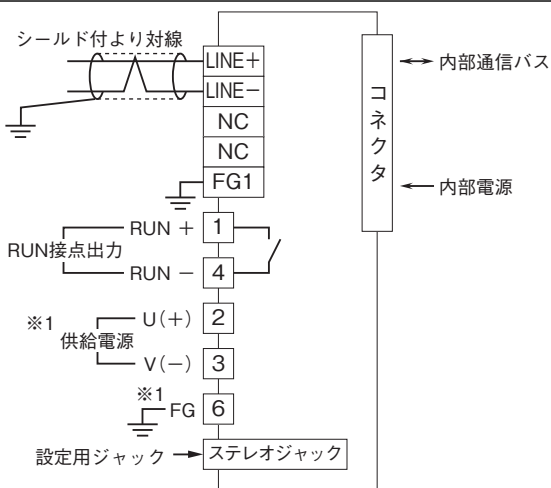 シールド付より対線
LINE+
LINE−
NC
NC
FG1
コネクタ
内部通信バス
内部電源
RUN接点出力
RUN + 1
RUN − 4
※1
供給電源
U(+) 2
V(−) 3
※1
FG 6
設定用ジャック
ステレオジャック